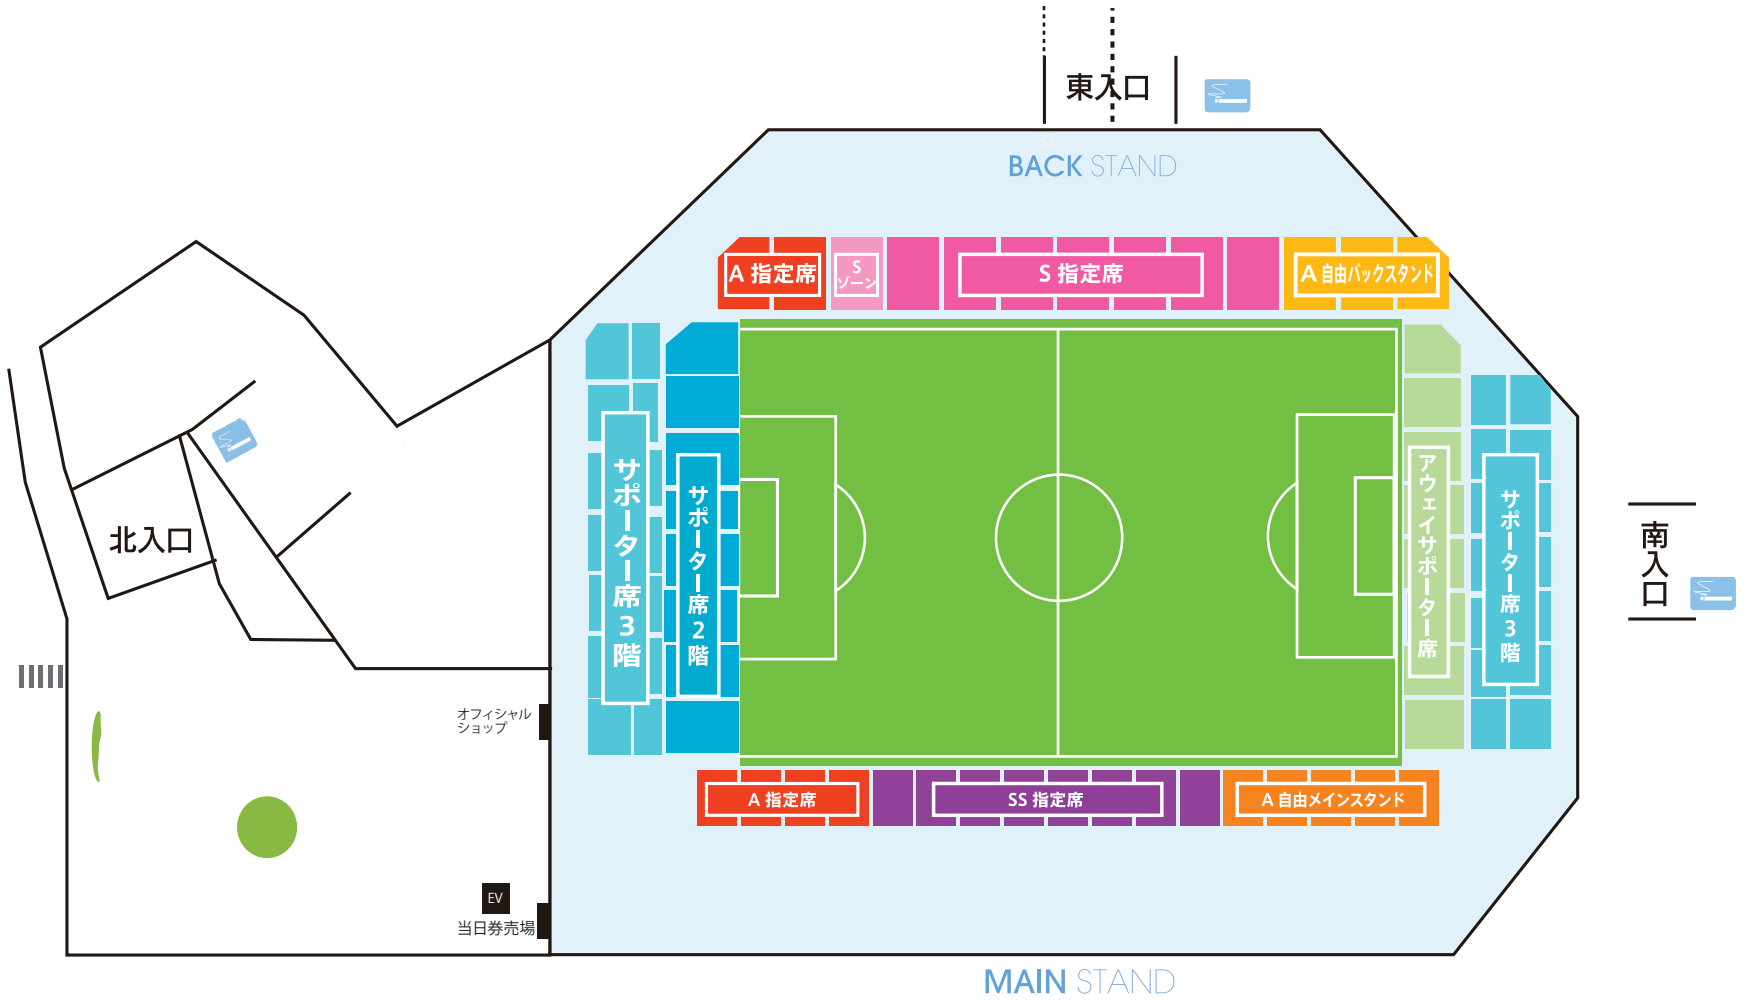 東入口
BACK STAND
A 指定席
S
ゾーン
S 指定席
A 自由バックスタンド
サポーター席3階
サポーター席2階
アウェイサポーター席
サポーター席3階
北入口
南入口
オフィシャル
ショップ
A 指定席
SS 指定席
A 自由メインスタンド
EV
当日券売場
MAIN STAND